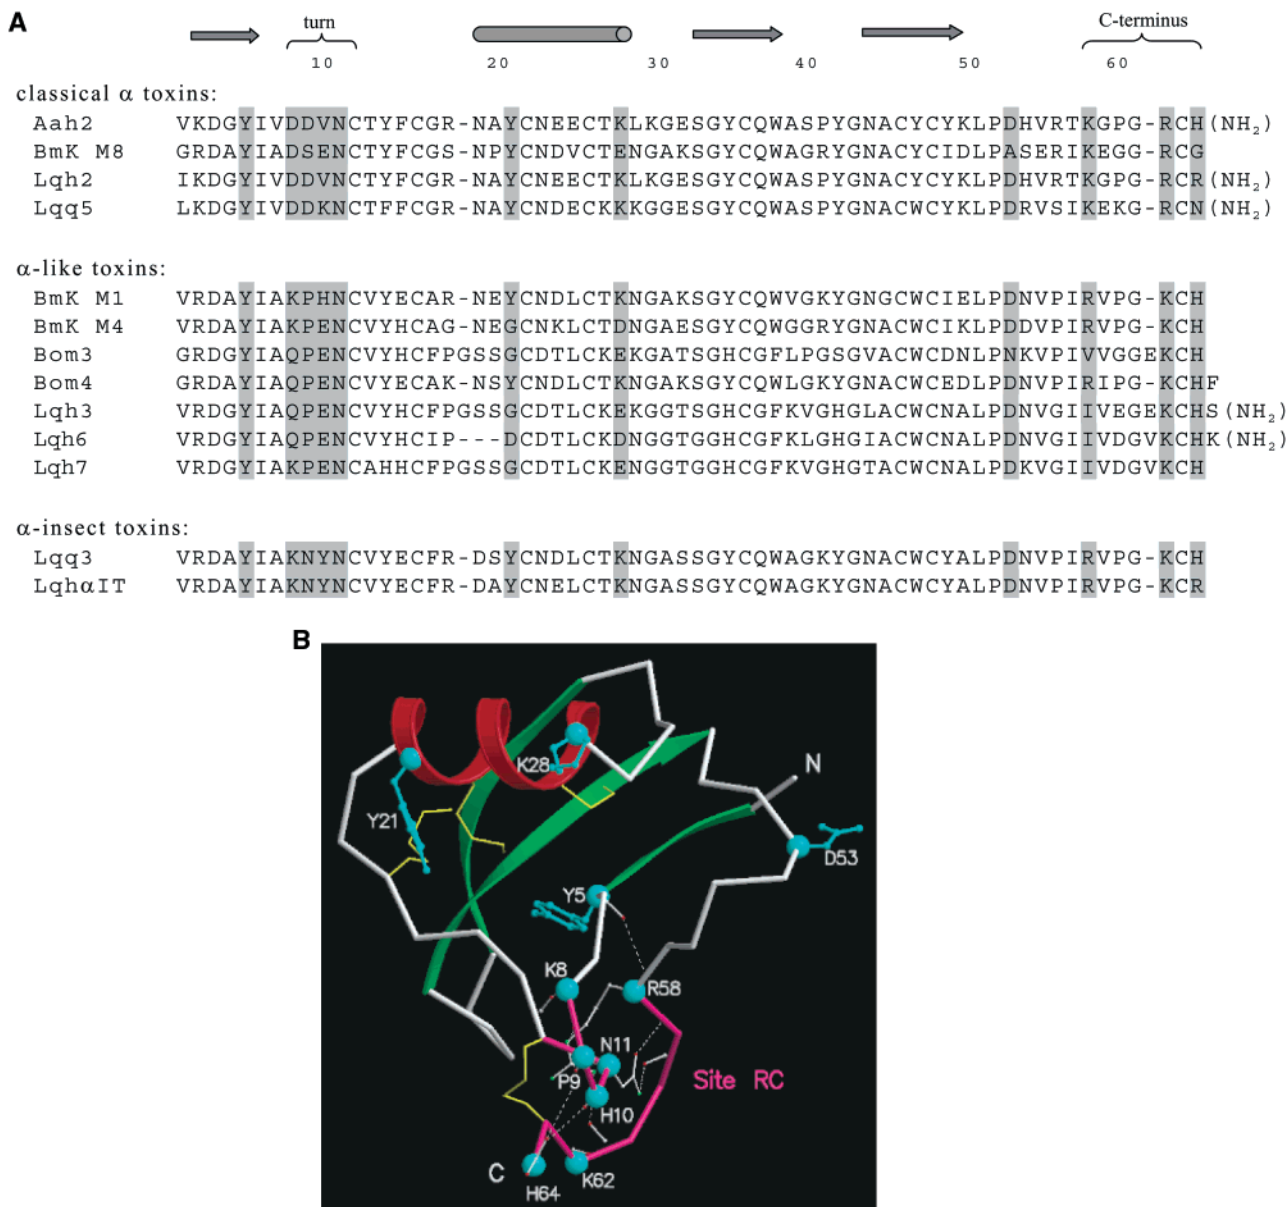 A
turn
C-terminus
10 20 30 40 50 60
classical α toxins:
Aah2 VKDGYIVDDVNCTYFCGR-NAYCNEECTKLKGESGYCQWASPYGNACYCYKLPDHVRTKGPG-RCH(NH2)
BmK M8 GRDAYIADSENCTYFCGS-NPYCNDVCTENGAKSGYCQWAGRYGNACYCIDLPASERIKEGG-RCG
Lqh2 IKDGYIVDDVNCTYFCGR-NAYCNEECTKLKGESGYCQWASPYGNACYCYKLPDHVRTKGPG-RCR(NH2)
Lqq5 LKDGYIVDDKNCTFFCGR-NAYCNDECKKKGGESGYCQWASPYGNACWCYKLPDRVSIKEKG-RCN(NH2)
α-like toxins:
BmK M1 VRDAYIAKPHNCVYECAR-NEYCNDLCTKNGAKSGYCQWVGKYGNGCWCIELPDNVPIRVPG-KCH
BmK M4 VRDAYIAKPENCVYHCAG-NEGCNKLCTDNGAESGYCQWGGRYGNACWCIKLPDDVPIRVPG-KCH
Bom3 GRDGYIAQPENCVYHCFPGSSGCDTLCKEKGATSGHCGFLPGSGVACWCDNLPNKVPIVVGGEKCH
Bom4 GRDAYIAQPENCVYECAK-NSYCNDLCTKNGAKSGYCQWLGKYGNACWCEDLPDNVPIRIPG-KCHF
Lqh3 VRDGYIAQPENCVYHCFPGSSGCDTLCKEKGGTSGHCGFKVGHGLACWCNALPDNVGIIVEGEKCHS(NH2)
Lqh6 VRDGYIAQPENCVYHCIP---DCDTLCKDNGGTGGHCGFKLGHGIACWCNALPDNVGIIVDGVKCHK(NH2)
Lqh7 VRDGYIAKPENCAHHCFPGSSGCDTLCKENGGTGGHCGFKVGHGTACWCNALPDKVGIIVDGVKCH
α-insect toxins:
Lqq3 VRDAYIAKNYNCVYECFR-DSYCNDLCTKNGASSGYCQWAGKYGNACWCYALPDNVPIRVPG-KCH
LqhαIT VRDAYIAKNYNCVYECFR-DAYCNELCTKNGASSGYCQWAGKYGNACWCYALPDNVPIRVPG-KCR
B
N
K28
Y21
D53
Y5
K8
R58
N11
P9
Site RC
H10
C
K62
H64